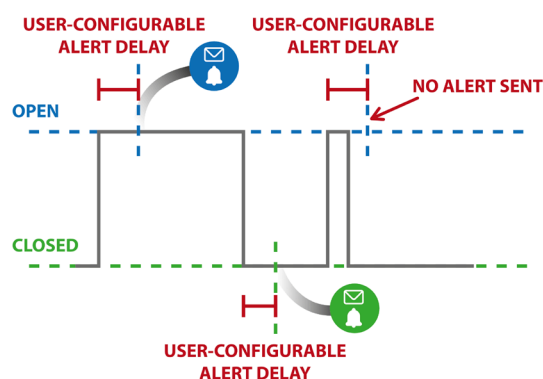 USER-CONFIGURABLE
ALERT DELAY
USER-CONFIGURABLE
ALERT DELAY
NO ALERT SENT
OPEN
CLOSED
USER-CONFIGURABLE
ALERT DELAY